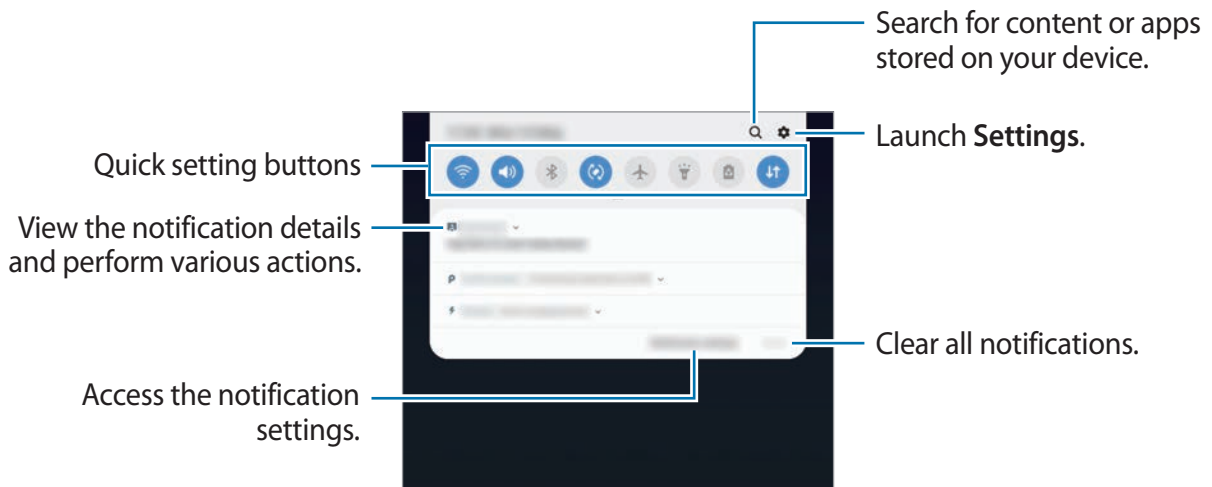 Search for content or apps
stored on your device.
Launch Settings.
Quick setting buttons
View the notification details
and perform various actions.
Clear all notifications.
Access the notification
settings.